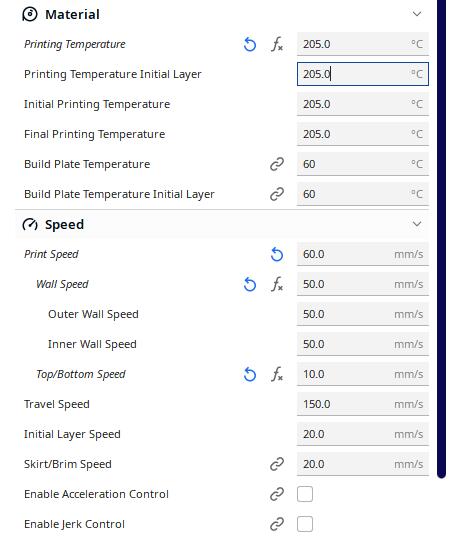 Material
Printing Temperature 205.0 °C
Printing Temperature Initial Layer 205.0 °C
Initial Printing Temperature 205.0 °C
Final Printing Temperature 205.0 °C
Build Plate Temperature 60 °C
Build Plate Temperature Initial Layer 60 °C
Speed
Print Speed 60.0 mm/s
Wall Speed 50.0 mm/s
Outer Wall Speed 50.0 mm/s
Inner Wall Speed 50.0 mm/s
Top/Bottom Speed 10.0 mm/s
Travel Speed 150.0 mm/s
Initial Layer Speed 20.0 mm/s
Skirt/Brim Speed 20.0 mm/s
Enable Acceleration Control
Enable Jerk Control